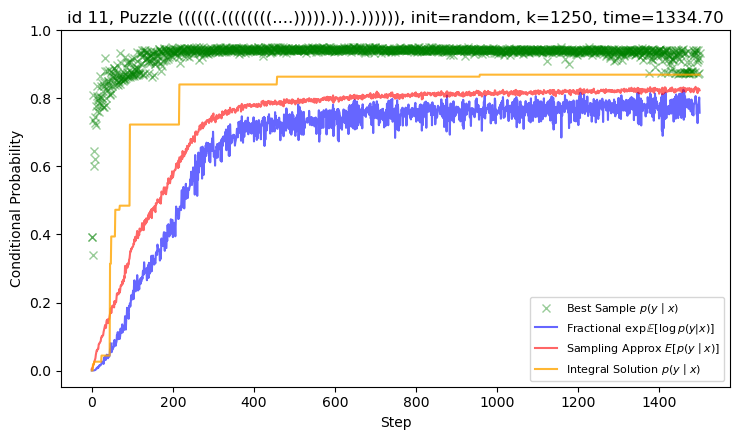 id 11, Puzzle ((((((.((((((((....))))).)).).)))))), init=random, k=1250, time=1334.70
1.0
0.8
0.6
0.4
0.2
0.0
Conditional Probability
Best Sample p(y | x)
Fractional exp𝔼[log p(y|x)]
Sampling Approx E[p(y | x)]
Integral Solution p(y | x)
0 200 400 600 800 1000 1200 1400
Step